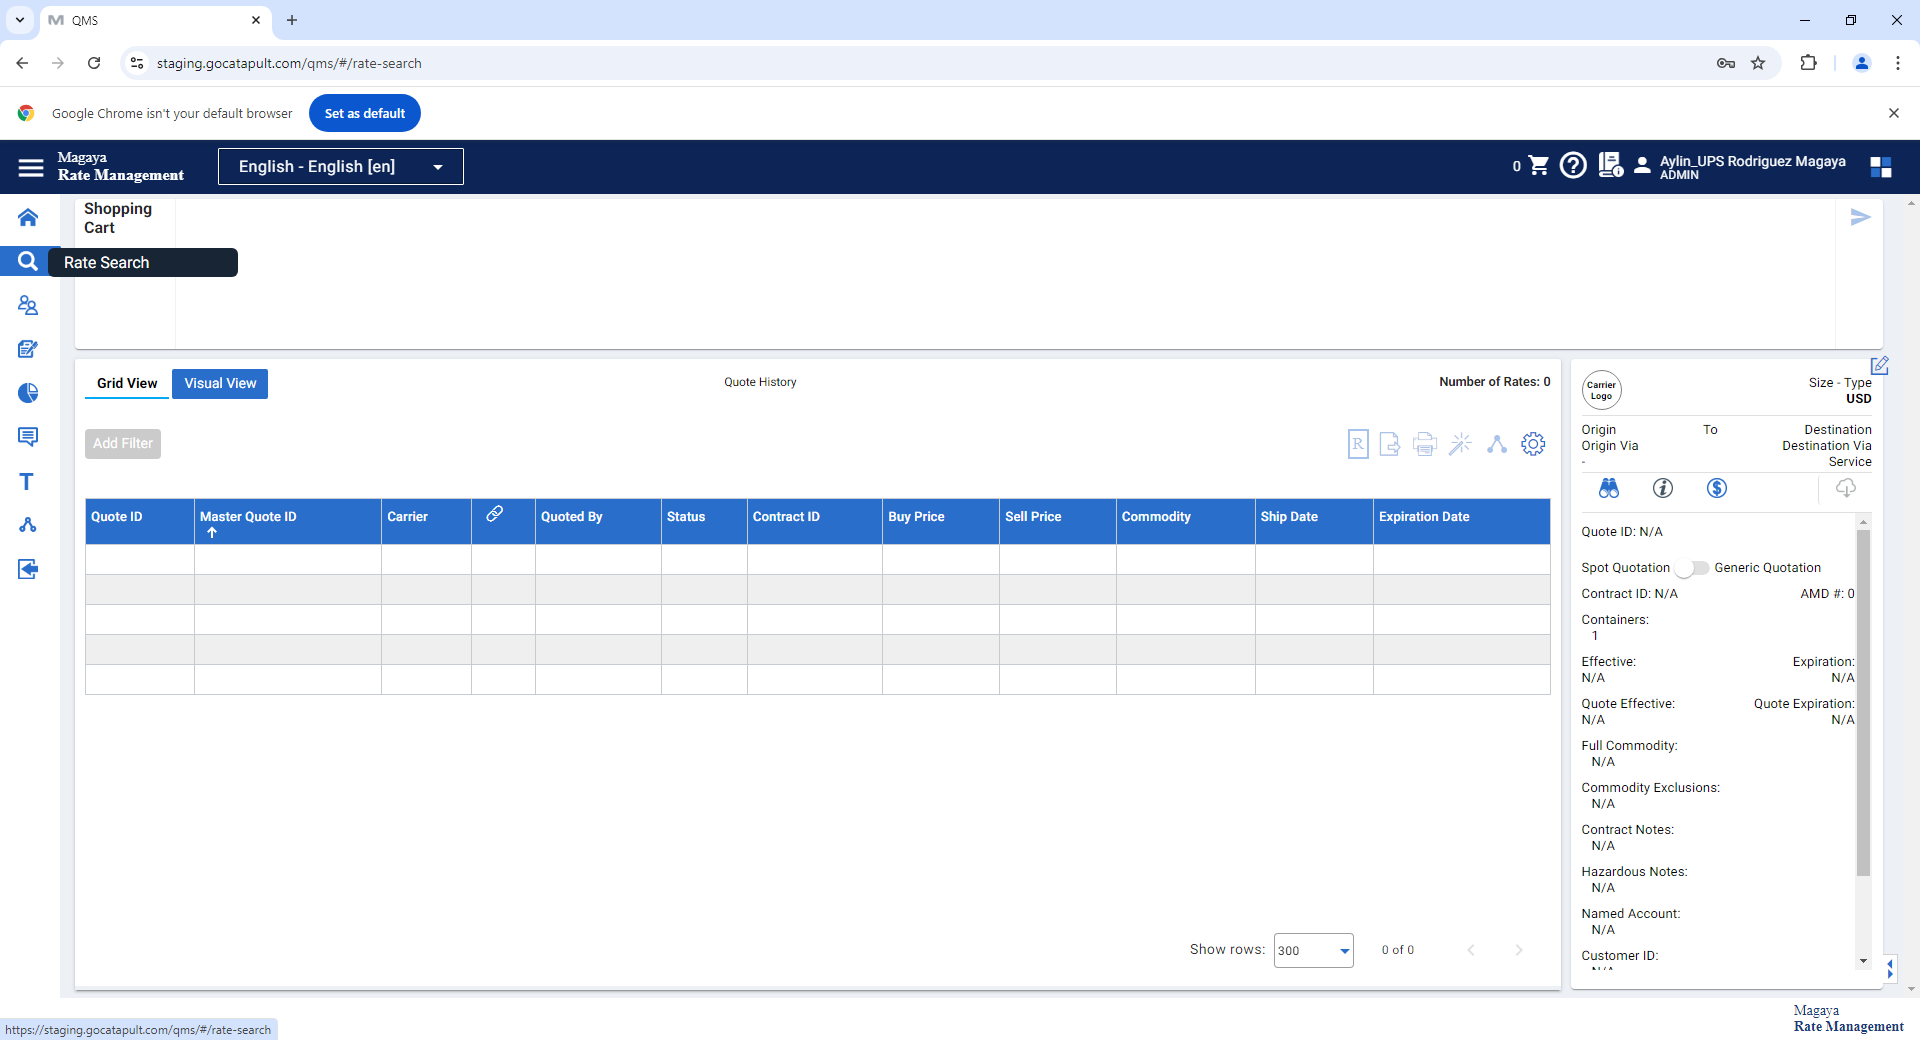 QMS
staging.gocatapult.com/qms/#/rate-search
Google Chrome isn't your default browser
Set as default
Magaya
Rate Management
English - English [en]
0
Aylin_UPS Rodriguez Magaya
ADMIN
Shopping
Cart
Rate Search
Grid View
Visual View
Quote History
Number of Rates: 0
Add Filter
R
Quote ID
Master Quote ID
Carrier
Quoted By
Status
Contract ID
Buy Price
Sell Price
Commodity
Ship Date
Expiration Date
Show rows:
300
0 of 0
Carrier
Logo
Size - Type
USD
Origin
To
Destination
Origin Via
Destination Via
-
Service
Quote ID: N/A
Spot Quotation
Generic Quotation
Contract ID: N/A
AMD #: 0
Containers:
1
Effective:
Expiration:
N/A
N/A
Quote Effective:
Quote Expiration:
N/A
N/A
Full Commodity:
N/A
Commodity Exclusions:
N/A
Contract Notes:
N/A
Hazardous Notes:
N/A
Named Account:
N/A
Customer ID:
N/A
https://staging.gocatapult.com/qms/#/rate-search
Magaya
Rate Management